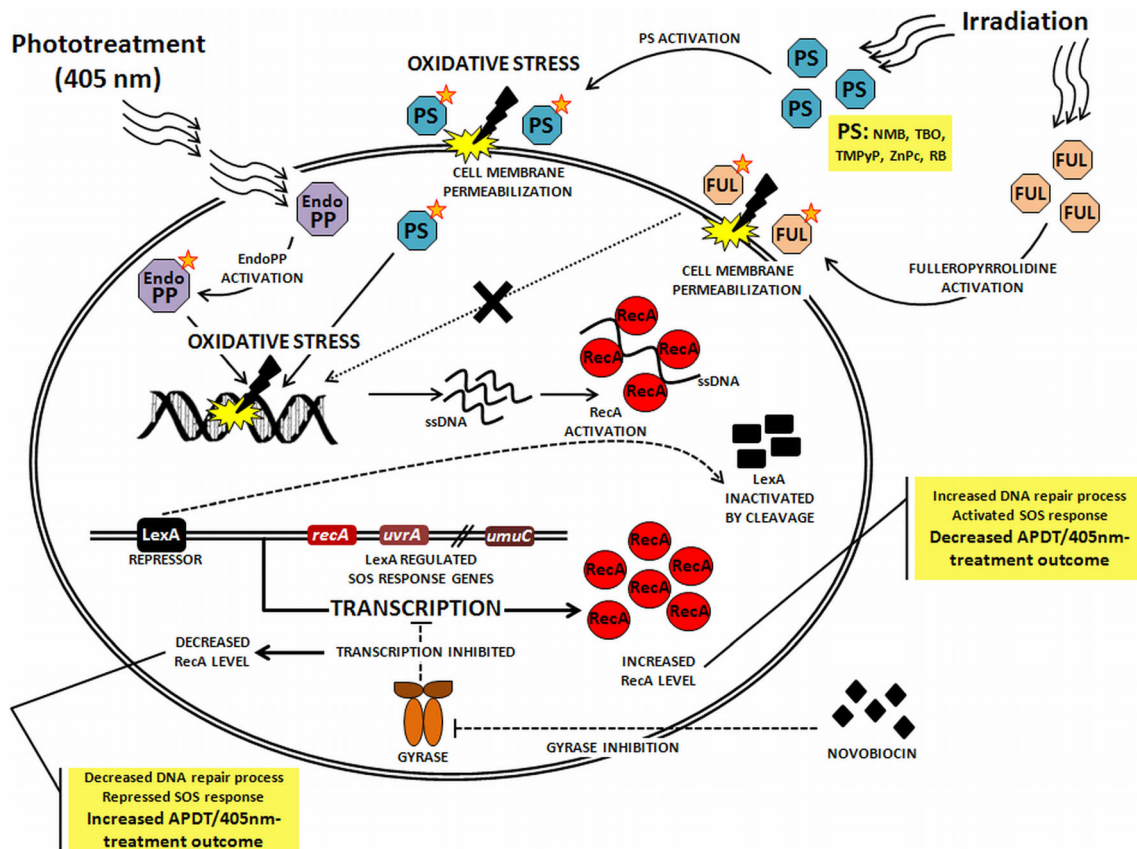 Phototreatment
(405 nm)
Irradiation
PS ACTIVATION
OXIDATIVE STRESS
PS
PS
PS
PS
PS
PS: NMB, TBO,
TMPyP, ZnPc, RB
CELL MEMBRANE
PERMEABILIZATION
FUL
FUL
FUL
FUL
FUL
Endo
PP
PS
EndoPP
ACTIVATION
Endo
PP
CELL MEMBRANE
PERMEABILIZATION
FULLEROPYRROLIDINE
ACTIVATION
OXIDATIVE STRESS
RecA
RecA
RecA
RecA
ssDNA
ssDNA
RecA
ACTIVATION
LexA
INACTIVATED
BY CLEAVAGE
Increased DNA repair process
Activated SOS response
Decreased APDT/405nm-
treatment outcome
LexA
REPRESSOR
recA
uvrA
umuC
LexA REGULATED
SOS RESPONSE GENES
RecA
RecA
RecA
RecA
RecA
RecA
TRANSCRIPTION
DECREASED
RecA LEVEL
TRANSCRIPTION INHIBITED
INCREASED
RecA LEVEL
GYRASE
GYRASE INHIBITION
NOVOBIOCIN
Decreased DNA repair process
Repressed SOS response
Increased APDT/405nm-
treatment outcome